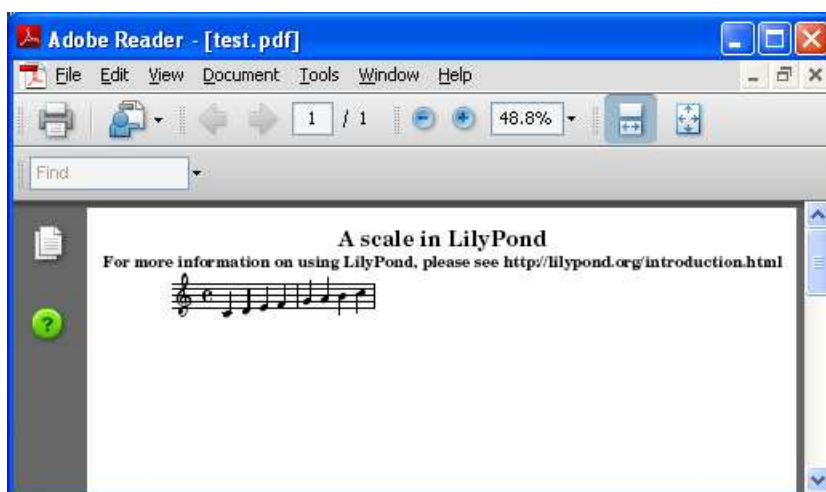 Adobe Reader - [test.pdf]
File Edit View Document Tools Window Help
1 / 1 48.8%
Find
A scale in LilyPond
For more information on using LilyPond, please see http://lilypond.org/introduction.html